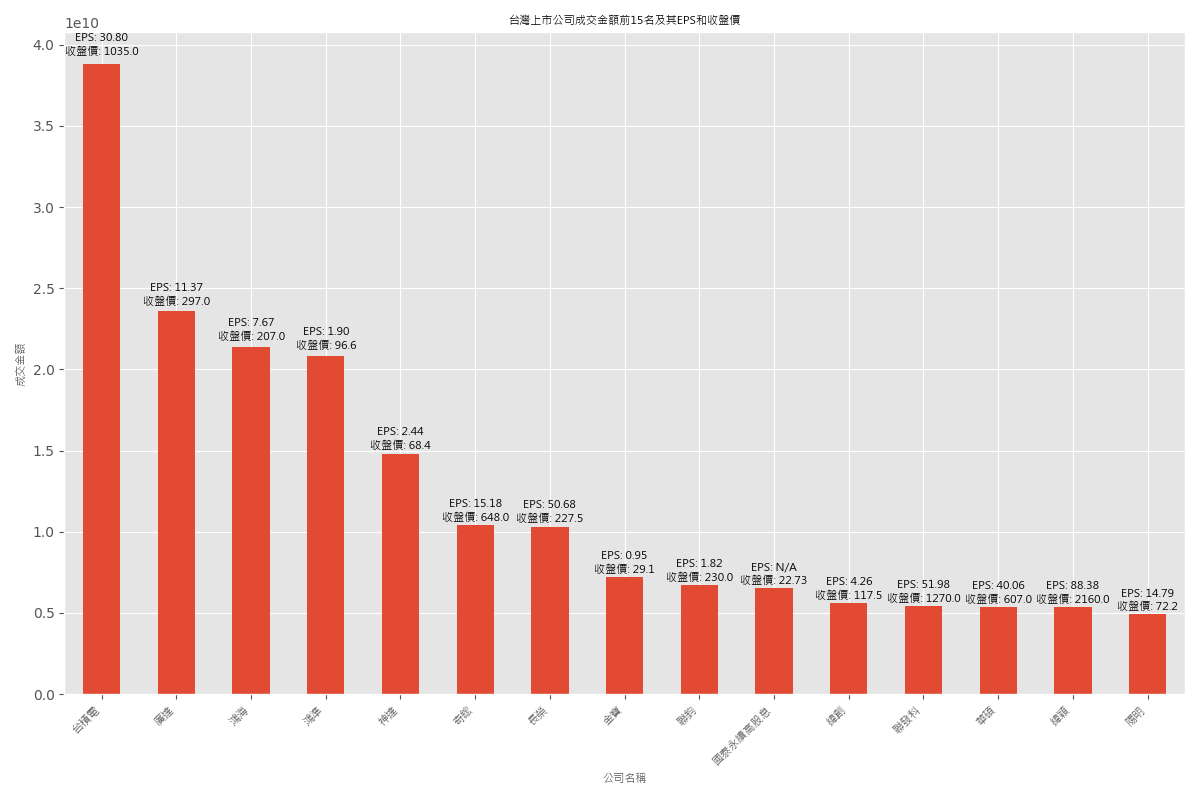 台灣上市公司成交金額前15名及其EPS和收盤價
1e10
4.0
3.5
3.0
2.5
2.0
1.5
1.0
0.5
0.0
成交金額
EPS: 30.80
收盤價: 1035.0
EPS: 11.37
收盤價: 297.0
EPS: 7.67
收盤價: 207.0
EPS: 1.90
收盤價: 96.6
EPS: 2.44
收盤價: 68.4
EPS: 15.18
收盤價: 648.0
EPS: 50.68
收盤價: 227.5
EPS: 0.95
收盤價: 29.1
EPS: 1.82
收盤價: 230.0
EPS: N/A
收盤價: 22.73
EPS: 4.26
收盤價: 117.5
EPS: 51.98
收盤價: 1270.0
EPS: 40.06
收盤價: 607.0
EPS: 88.38
收盤價: 2160.0
EPS: 14.79
收盤價: 72.2
台積電
廣達
鴻海
鴻準
神達
奇鋐
長榮
金寶
聯鈞
國泰永續高股息
緯創
聯發科
華碩
緯穎
陽明
公司名稱